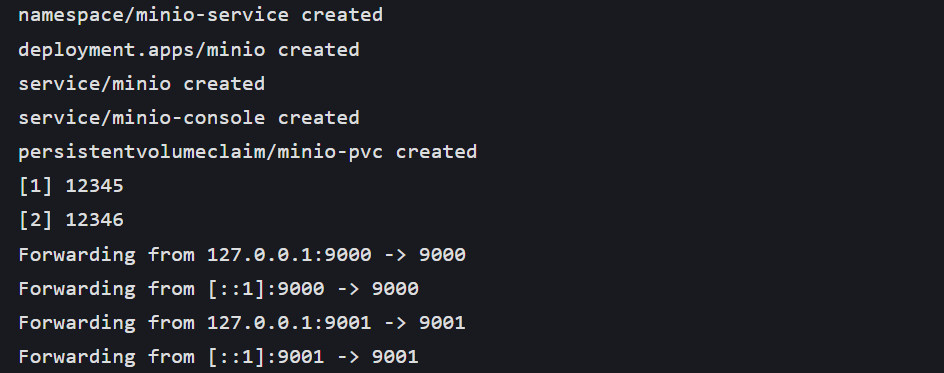 namespace/minio-service created
deployment.apps/minio created
service/minio created
service/minio-console created
persistentvolumeclaim/minio-pvc created
[1] 12345
[2] 12346
Forwarding from 127.0.0.1:9000 -> 9000
Forwarding from [::1]:9000 -> 9000
Forwarding from 127.0.0.1:9001 -> 9001
Forwarding from [::1]:9001 -> 9001